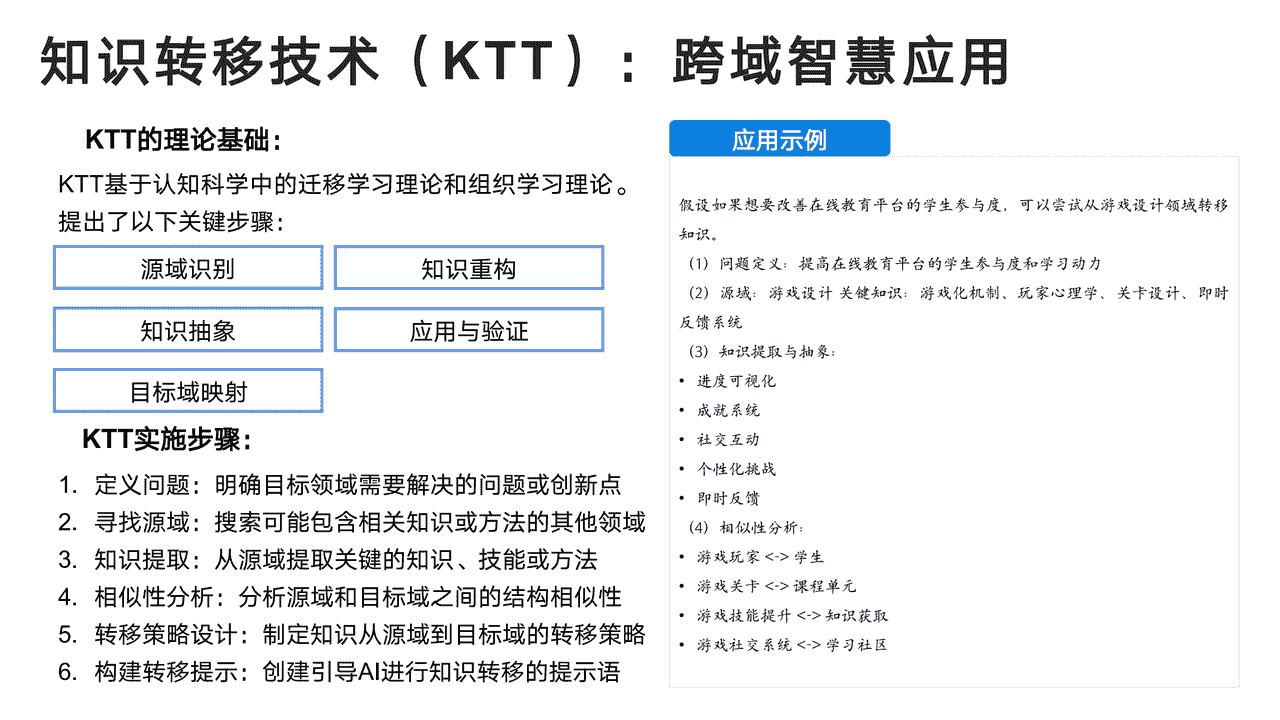 知识转移技术（KTT）：跨域智慧应用
KTT的理论基础：
KTT基于认知科学中的迁移学习理论和组织学习理论。
提出了以下关键步骤：
源域识别
知识重构
知识抽象
应用与验证
目标域映射
KTT实施步骤：
1. 定义问题：明确目标领域需要解决的问题或创新点
2. 寻找源域：搜索可能包含相关知识或方法的其他领域
3. 知识提取：从源域提取关键的知识、技能或方法
4. 相似性分析：分析源域和目标域之间的结构相似性
5. 转移策略设计：制定知识从源域到目标域的转移策略
6. 构建转移提示：创建引导AI进行知识转移的提示语
应用示例
假设如果想要改善在线教育平台的学生参与度，可以尝试从游戏设计领域转移
知识。
（1）问题定义：提高在线教育平台的学生参与度和学习动力
（2）源域：游戏设计 关键知识：游戏化机制、玩家心理学、关卡设计、即时
反馈系统
（3）知识提取与抽象：
• 进度可视化
• 成就系统
• 社交互动
• 个性化挑战
• 即时反馈
（4）相似性分析：
• 游戏玩家 <-> 学生
• 游戏关卡 <-> 课程单元
• 游戏技能提升 <-> 知识获取
• 游戏社交系统 <-> 学习社区